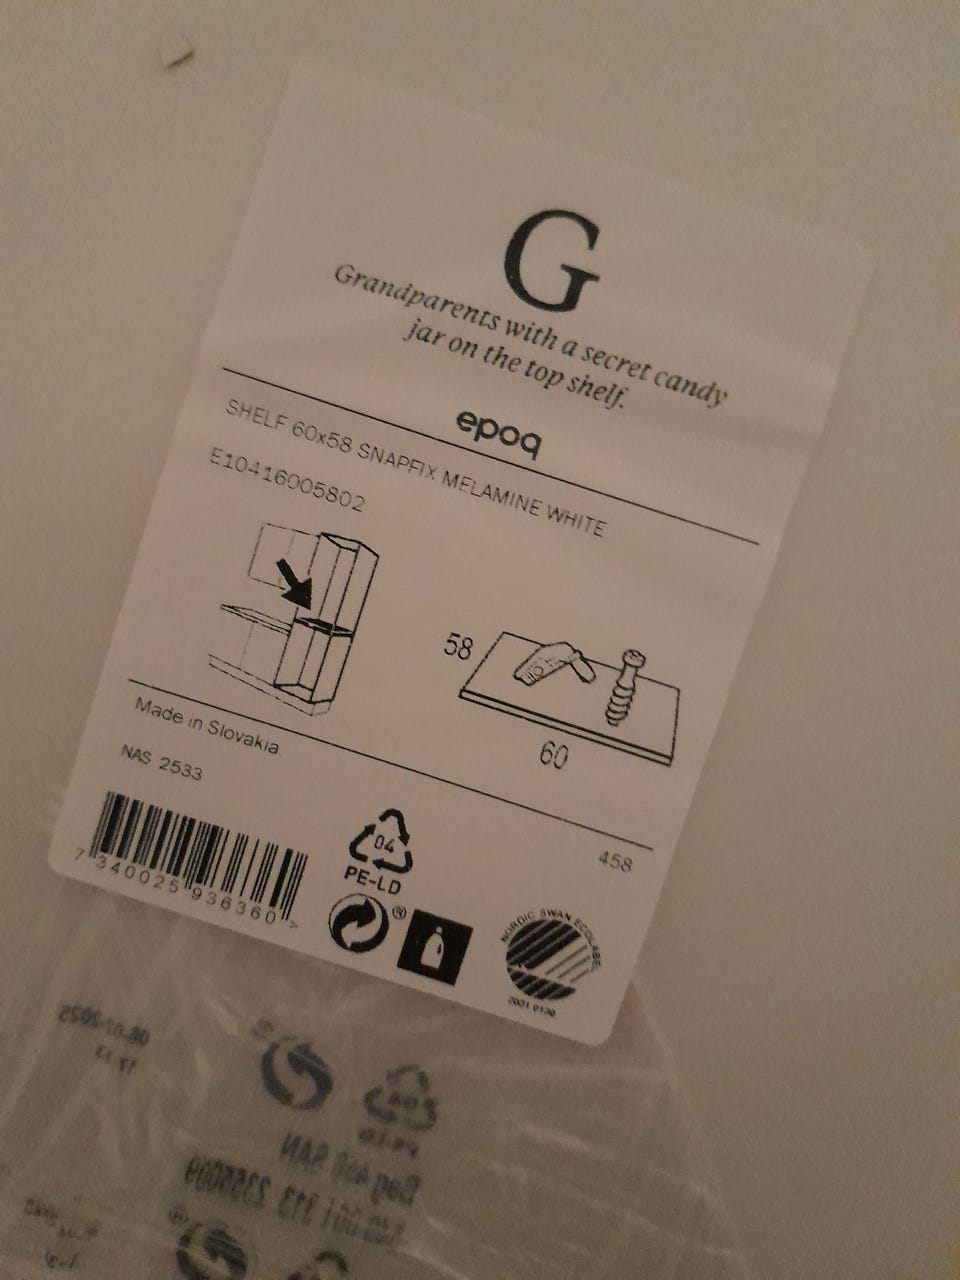 G
Grandparents with a secret candy
jar on the top shelf.
epoq
SHELF 60x58 SNAPFIX MELAMINE WHITE
E10416005802
58
60
Made in Slovakia
NAS 2533
458
7 340025 936360 >
04
PE-LD
®
NORDIC SWAN ECOLABEL
Bag